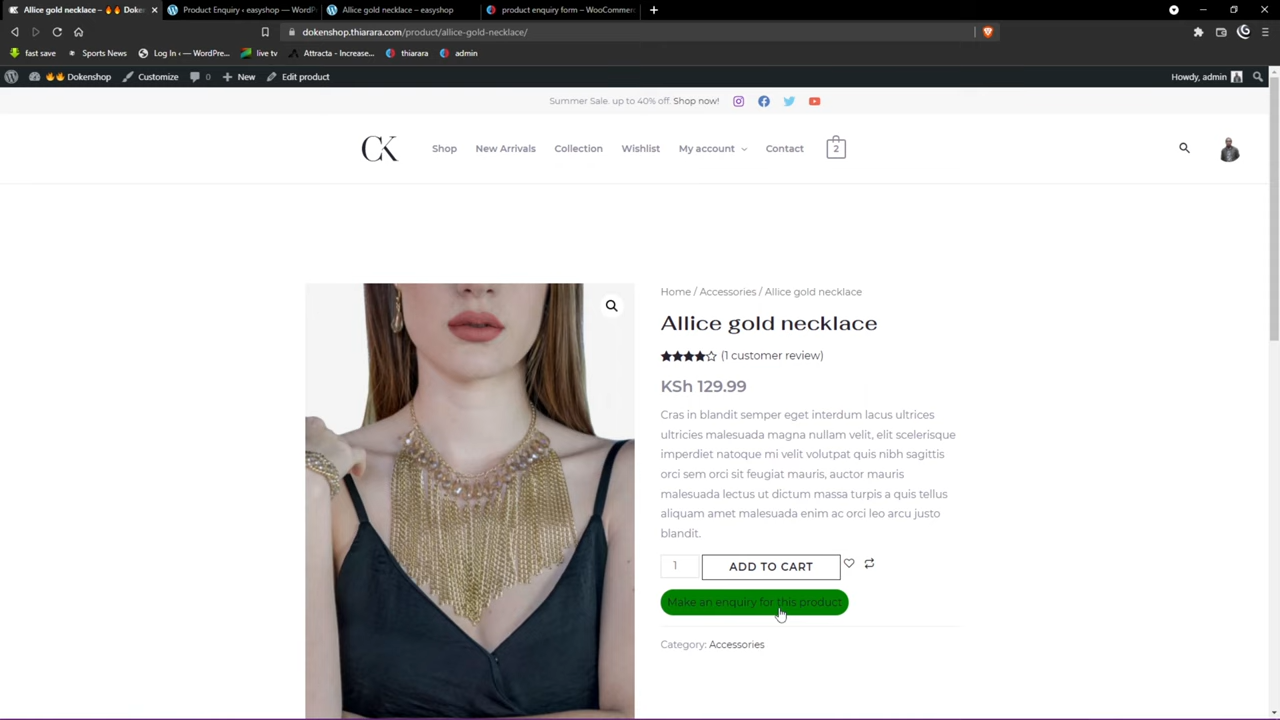 Allice gold necklace – 🔥🔥 Doken
Product Enquiry ‹ easyshop — WordP
Allice gold necklace – easyshop
product enquiry form – WooCommer
dokenshop.thiarara.com/product/allice-gold-necklace/
fast save
Sports News
Log In ‹ — WordPre...
live tv
Attracta - Increase...
thiarara
admin
🔥🔥 Dokenshop
Customize
0
New
Edit product
Howdy, admin
Summer Sale. up to 40% off. Shop now!
CK
Shop
New Arrivals
Collection
Wishlist
My account
Contact
2
Home / Accessories / Allice gold necklace
Allice gold necklace
(1 customer review)
KSh 129.99
Cras in blandit semper eget interdum lacus ultrices
ultricies malesuada magna nullam velit, elit scelerisque
imperdiet natoque mi velit volutpat quis nibh sagittis
orci sem orci sit feugiat mauris, auctor mauris
malesuada lectus ut dictum massa turpis a quis tellus
aliquam amet malesuada enim ac orci leo arcu justo
blandit.
1
ADD TO CART
Make an enquiry for this product
Category: Accessories